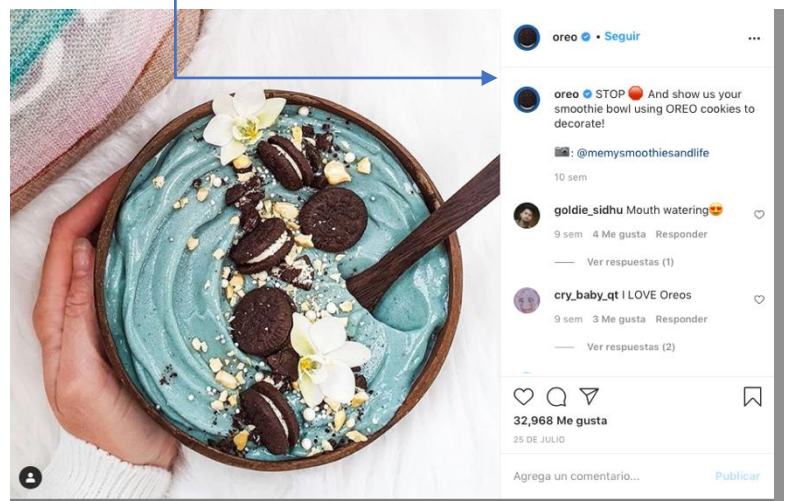 oreo • Seguir
oreo STOP 🛑 And show us your
smoothie bowl using OREO cookies to
decorate!
📷: @memysmoothiesandlife
10 sem
goldie_sidhu Mouth watering😍
9 sem 4 Me gusta Responder
Ver respuestas (1)
cry_baby_qt I LOVE Oreos
9 sem 3 Me gusta Responder
Ver respuestas (2)
32,968 Me gusta
25 DE JULIO
Agrega un comentario... Publicar